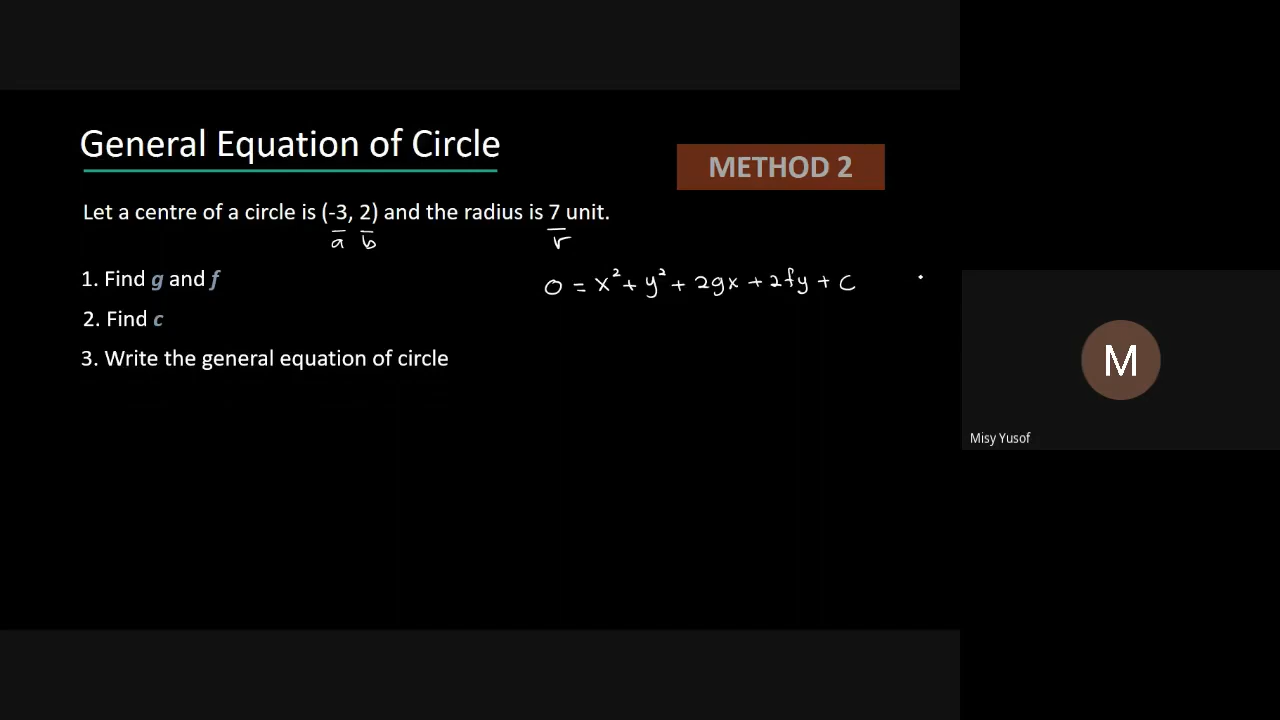 General Equation of Circle
METHOD 2
Let a centre of a circle is (-3, 2) and the radius is 7 unit.
a b r
1. Find g and f
0 = x² + y² + 2gx + 2fy + c
2. Find c
3. Write the general equation of circle
M
Misy Yusof